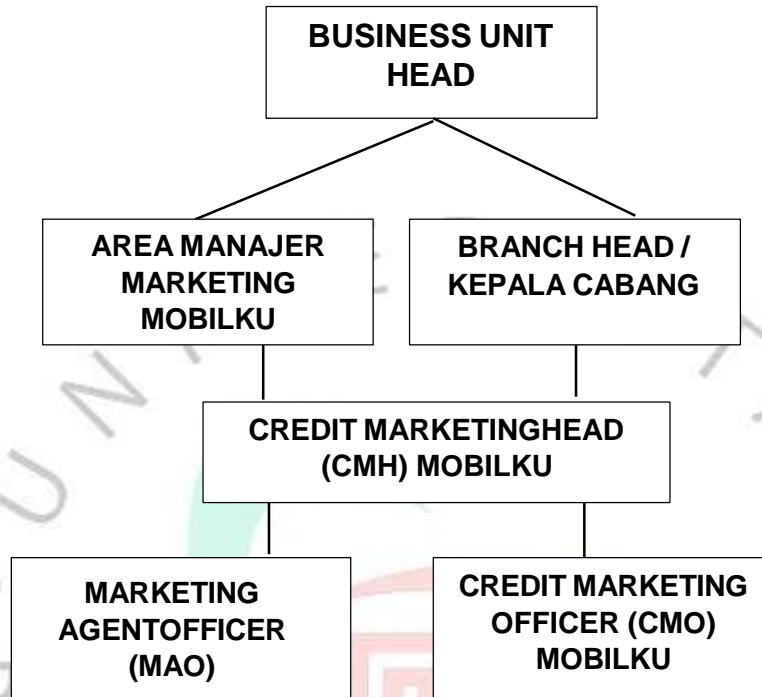 BUSINESS UNIT
HEAD
AREA MANAJER
MARKETING
MOBILKU
BRANCH HEAD /
KEPALA CABANG
CREDIT MARKETINGHEAD
(CMH) MOBILKU
MARKETING
AGENTOFFICER
(MAO)
CREDIT MARKETING
OFFICER (CMO)
MOBILKU